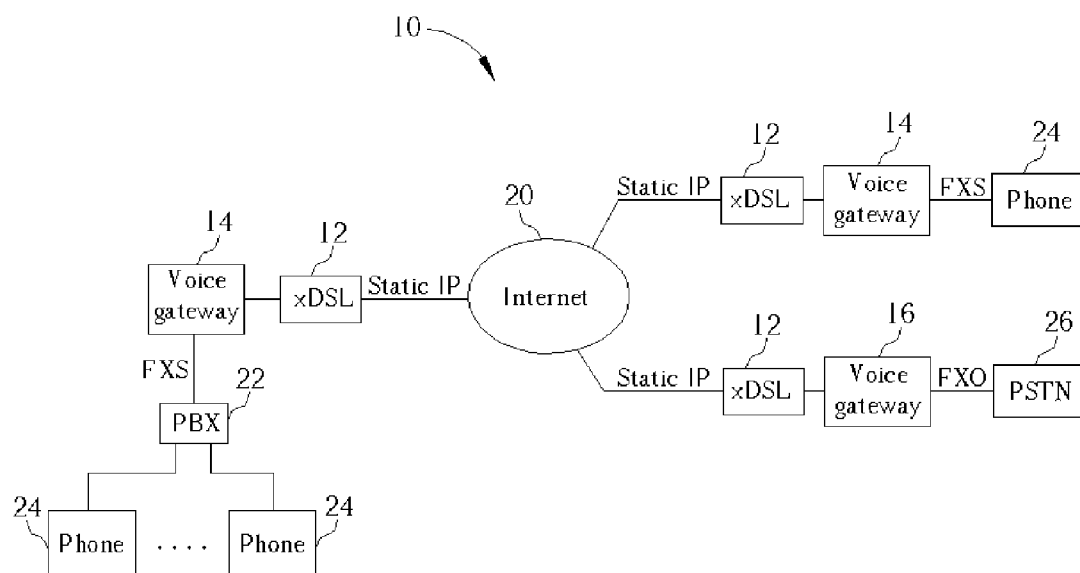 10
12
14
24
Static IP
xDSL
Voice
gateway
FXS
Phone
20
14
12
Voice
gateway
xDSL
Static IP
Internet
12
16
26
Static IP
xDSL
Voice
gateway
FXO
PSTN
FXS
22
PBX
24
Phone
. . . .
Phone
24